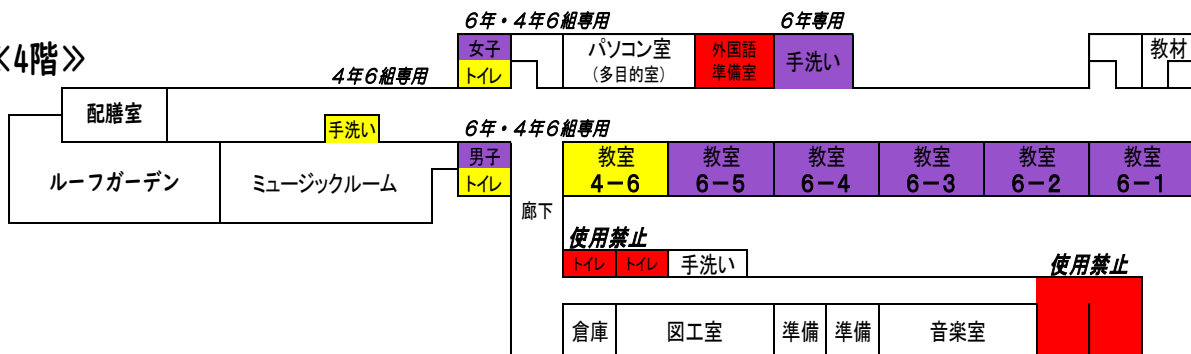 ≪4階≫
6年・4年6組専用
6年専用
女子
トイレ
パソコン室
(多目的室)
外国語
準備室
手洗い
教材
4年6組専用
配膳室
手洗い
6年・4年6組専用
ルーフガーデン
ミュージックルーム
男子
トイレ
教室
4－6
教室
6－5
教室
6－4
教室
6－3
教室
6－2
教室
6－1
廊下
使用禁止
トイレ
トイレ
手洗い
使用禁止
倉庫
図工室
準備
準備
音楽室